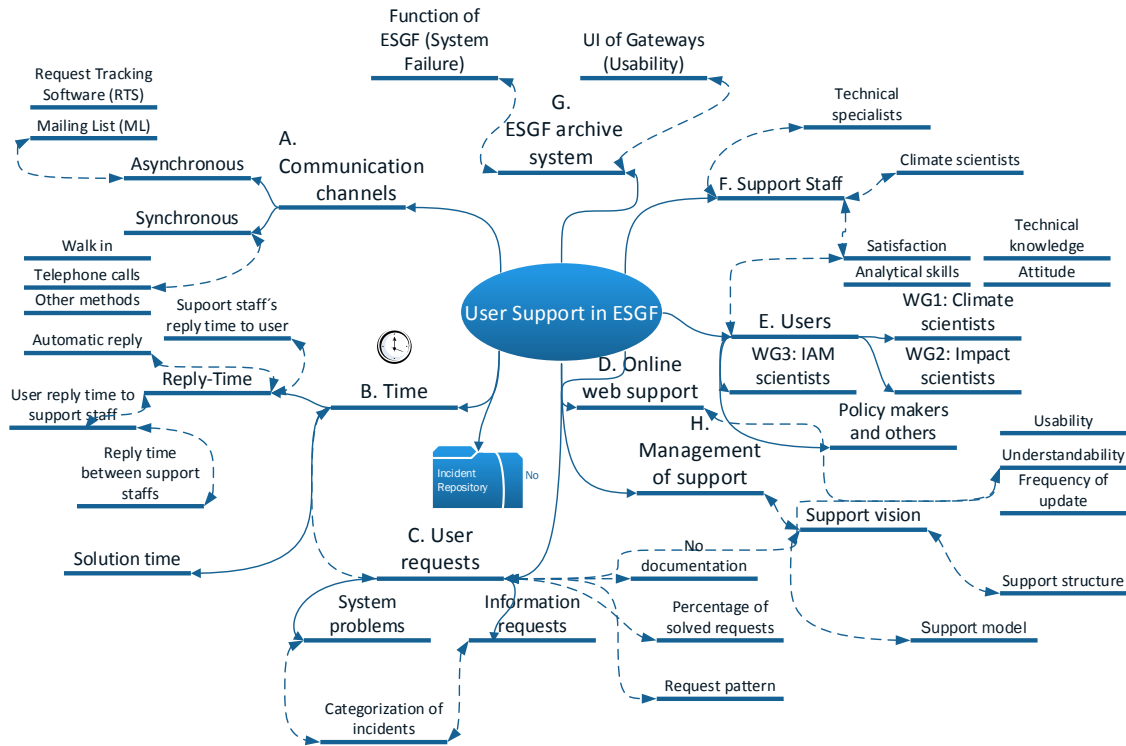 Function of
ESGF (System
Failure)
UI of Gateways
(Usability)
G.
ESGF archive
system
Request Tracking
Software (RTS)
Mailing List (ML)
Asynchronous
A.
Communication
channels
Synchronous
Walk in
Telephone calls
Other methods
Technical
specialists
Climate scientists
F. Support Staff
Satisfaction
Technical
knowledge
Analytical skills
Attitude
User Support in ESGF
E. Users
WG1: Climate
scientists
WG3: IAM
scientists
WG2: Impact
scientists
Policy makers
and others
Support staff´s
reply time to user
Automatic reply
Reply-Time
User reply time to
support staff
Reply time
between support
staffs
B. Time
Solution time
Incident
Repository
No
D. Online
web support
H.
Management
of support
Usability
Understandability
Frequency of
update
Support vision
Support structure
Support model
C. User
requests
No
documentation
System
problems
Information
requests
Percentage of
solved requests
Request pattern
Categorization of
incidents